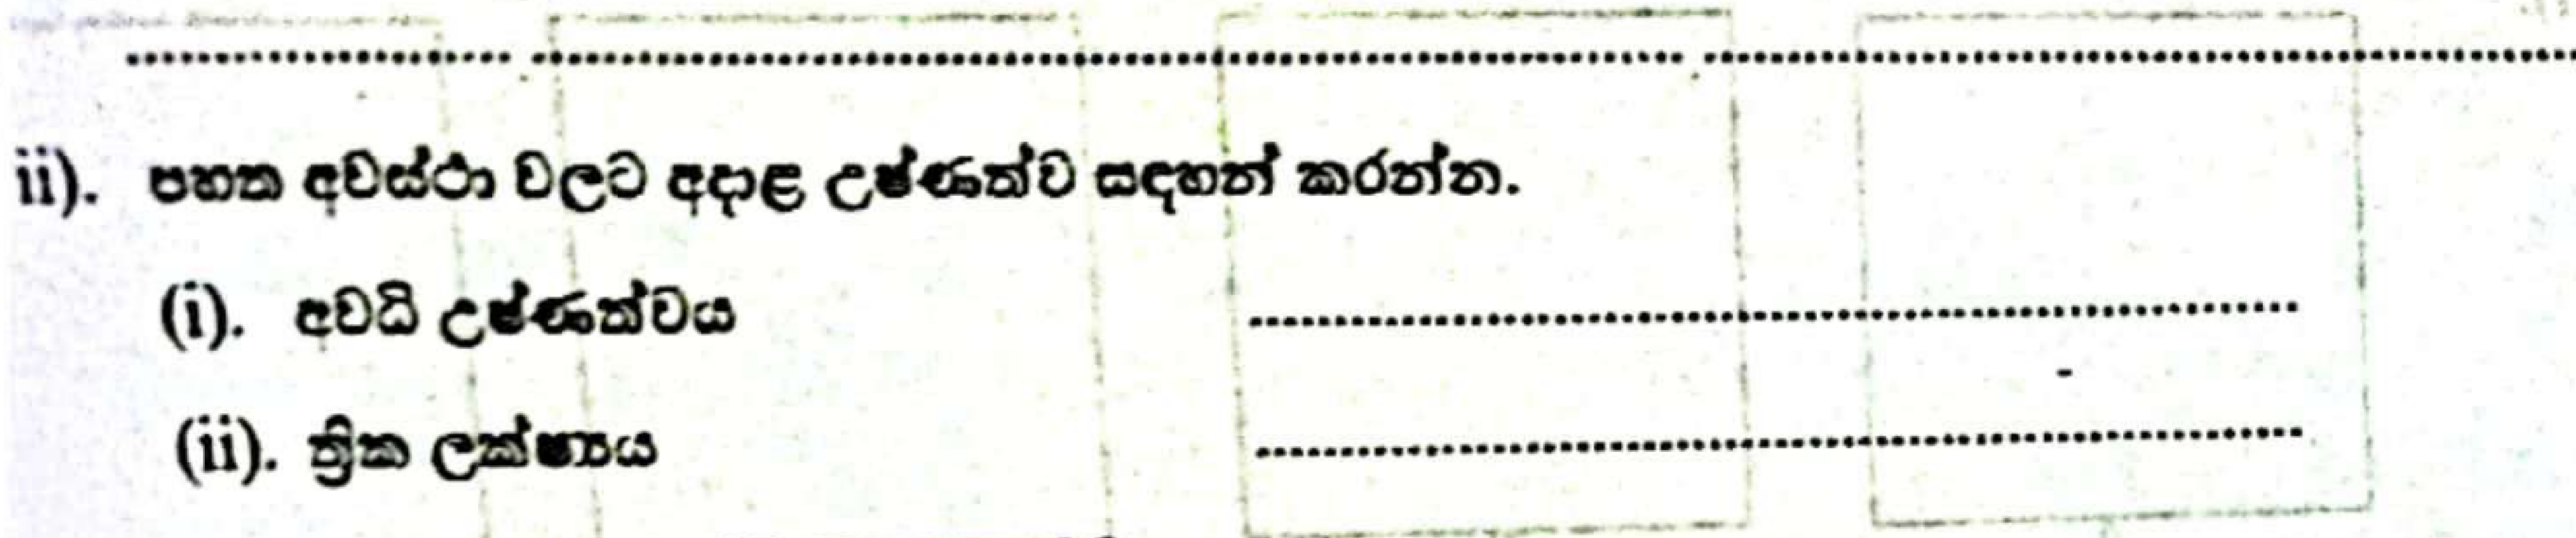 ii). පහත අවස්ථා වලට අදාළ උෂ්ණත්ව සඳහන් කරන්න.
(i). අවධි උෂ්ණත්වය
(ii). ත්‍රික ලක්ෂ්‍යය